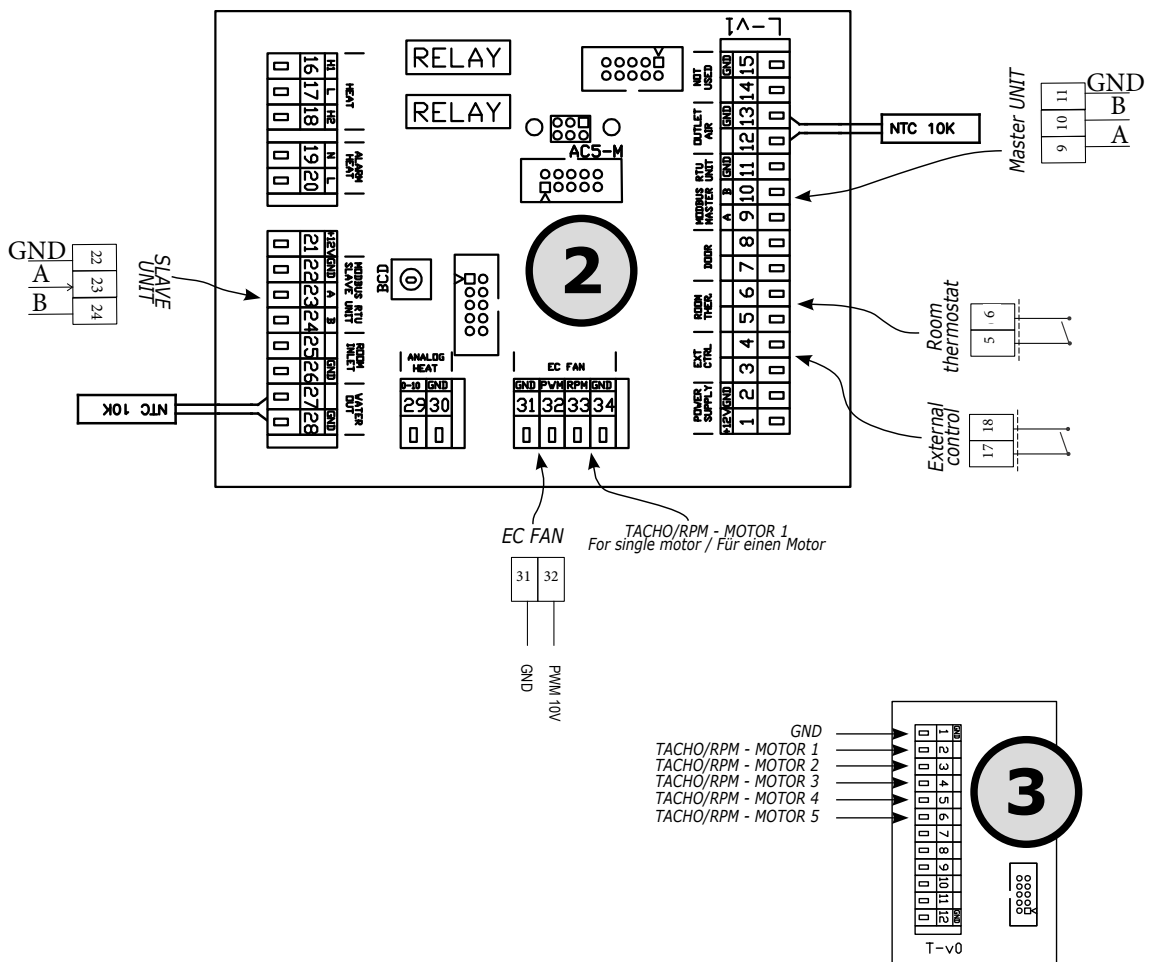 RELAY
RELAY
AC5-M
L-v1
H1 16
L 17
H2 18
HEAT
N 19
L 20
ALARM HEAT
+12V 21
GND 22
A 23
B 24
MODBUS RTU
SLAVE UNIT
25
GND 26
ROOM
INLET
27
GND 28
WATER
OUT
BCD
ANALOG
HEAT
0-10 GND
29 30
EC FAN
GND PWM RPM GND
31 32 33 34
GND 15
14
NOT
USED
GND 13
12
OUTLET
AIR
GND 11
B 10
A 9
MODBUS RTU
MASTER UNIT
8
7
DOOR
6
5
ROOM
THER.
4
3
EXT
CTRL
GND 2
+12V 1
POWER
SUPPLY
2
NTC 10K
NTC 10K
GND 22
A 23
B 24
SLAVE
UNIT
Master UNIT
11 GND
10 B
9 A
Room
thermostat
6
5
External
control
18
17
EC FAN
31 32
GND
PWM 10V
TACHO/RPM - MOTOR 1
For single motor / Für einen Motor
GND
TACHO/RPM - MOTOR 1
TACHO/RPM - MOTOR 2
TACHO/RPM - MOTOR 3
TACHO/RPM - MOTOR 4
TACHO/RPM - MOTOR 5
1 GND
2
3
4
5
6
7
8
9
10
11
12 GND
3
T-v0